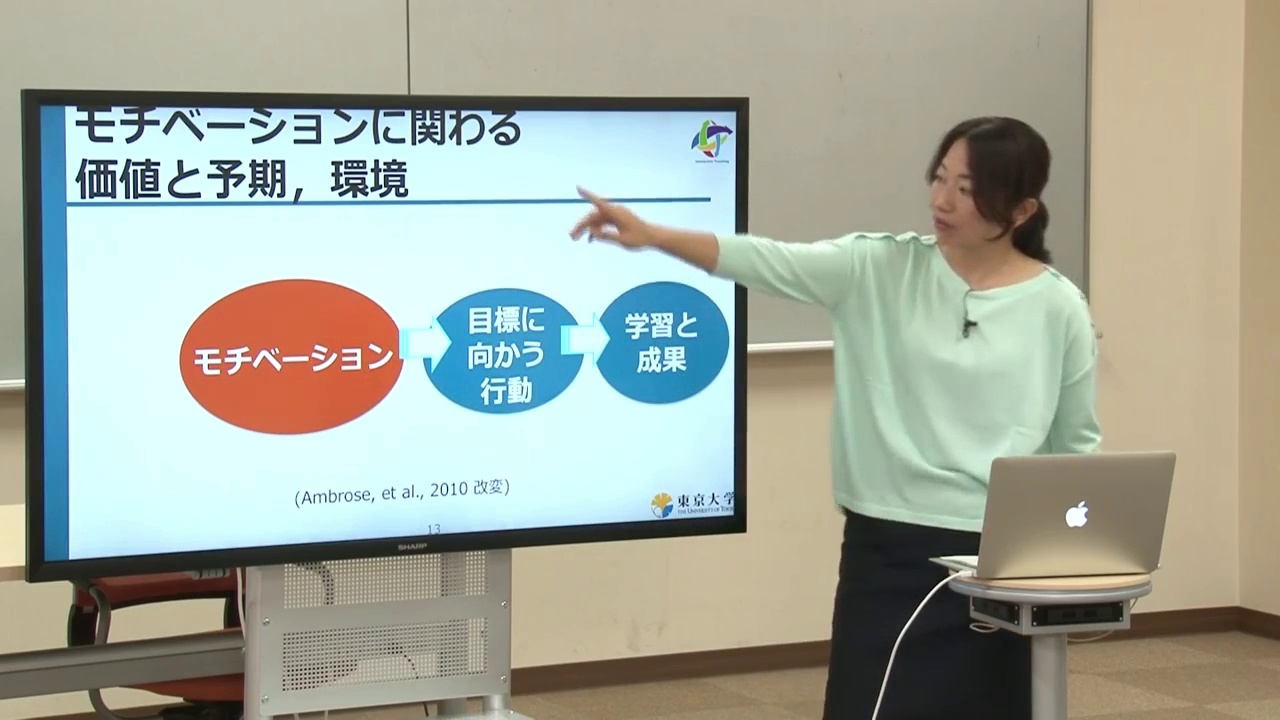 モチベーションに関わる
価値と予期，環境
モチベーション
目標に
向かう
行動
学習と
成果
(Ambrose, et al., 2010 改変)
13
東京大学
SHARP